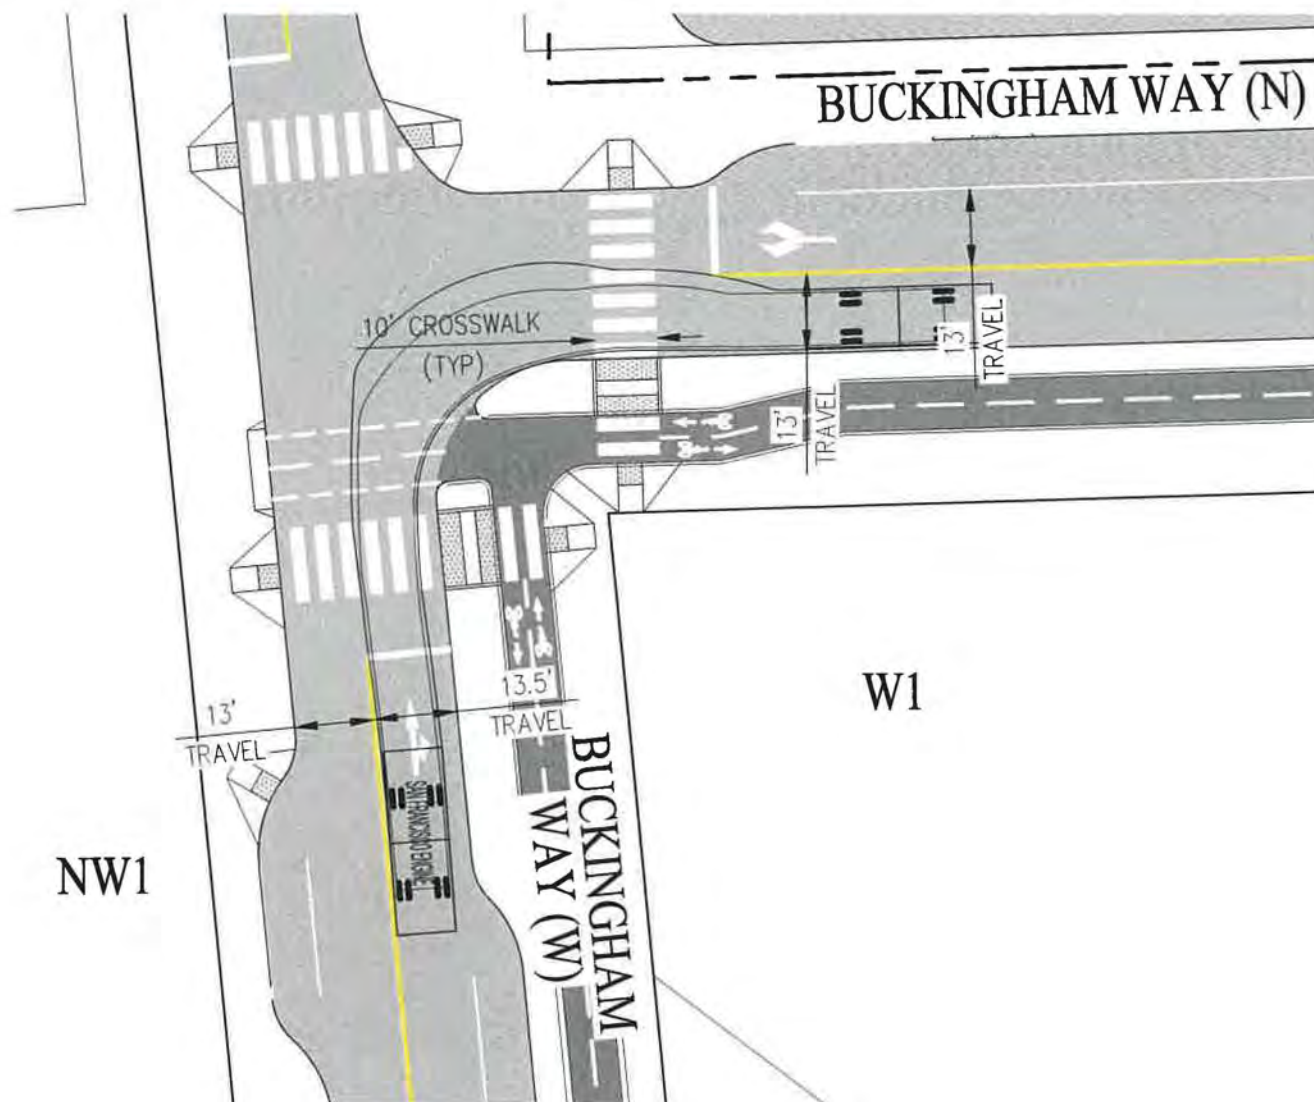 BUCKINGHAM WAY (N)
10' CROSSWALK
(TYP)
13'
TRAVEL
13'
TRAVEL
13'
TRAVEL
13.5'
TRAVEL
W1
BUCKINGHAM
WAY (W)
NW1